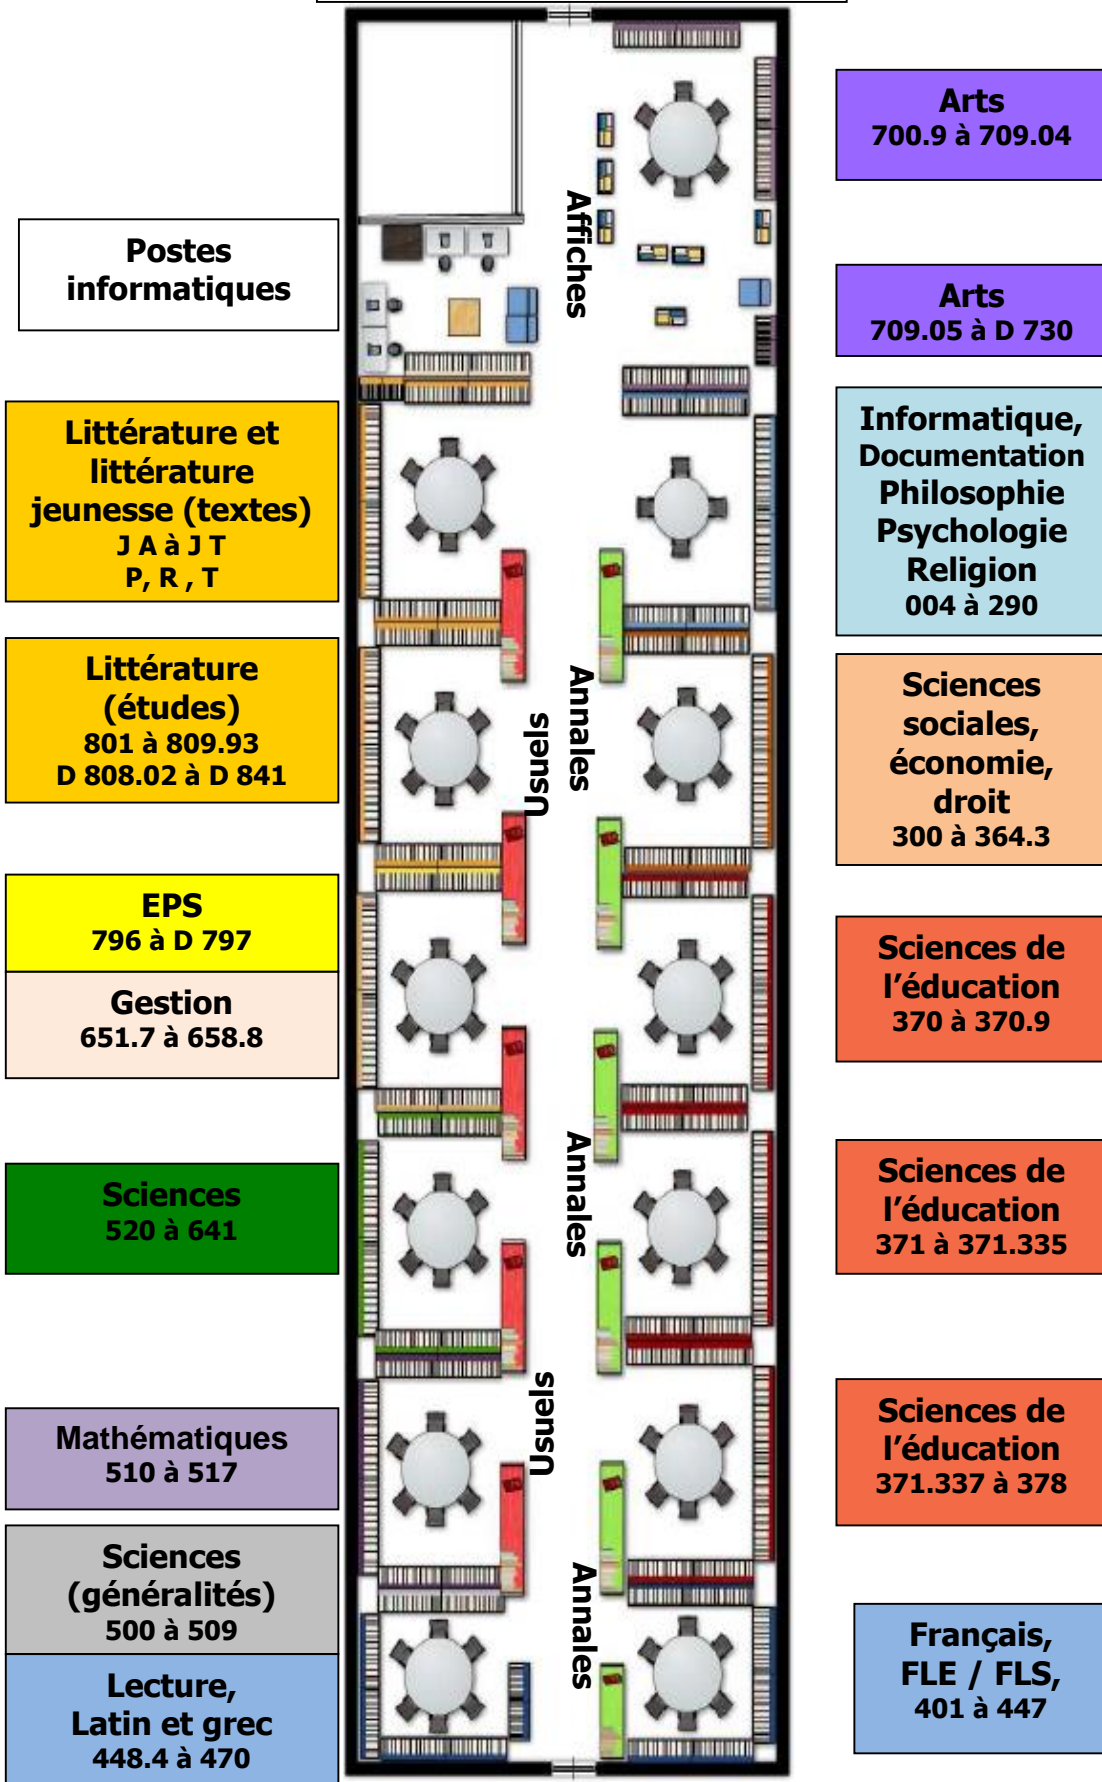 Arts
700.9 à 709.04
Postes
informatiques
Affiches
Arts
709.05 à D 730
Littérature et
littérature
jeunesse (textes)
J A à J T
P, R , T
Informatique,
Documentation
Philosophie
Psychologie
Religion
004 à 290
Littérature
(études)
801 à 809.93
D 808.02 à D 841
Usuels
Annales
Sciences
sociales,
économie,
droit
300 à 364.3
EPS
796 à D 797
Gestion
651.7 à 658.8
Sciences de
l’éducation
370 à 370.9
Sciences
520 à 641
Annales
Sciences de
l’éducation
371 à 371.335
Mathématiques
510 à 517
Usuels
Sciences de
l’éducation
371.337 à 378
Sciences
(généralités)
500 à 509
Lecture,
Latin et grec
448.4 à 470
Annales
Français,
FLE / FLS,
401 à 447